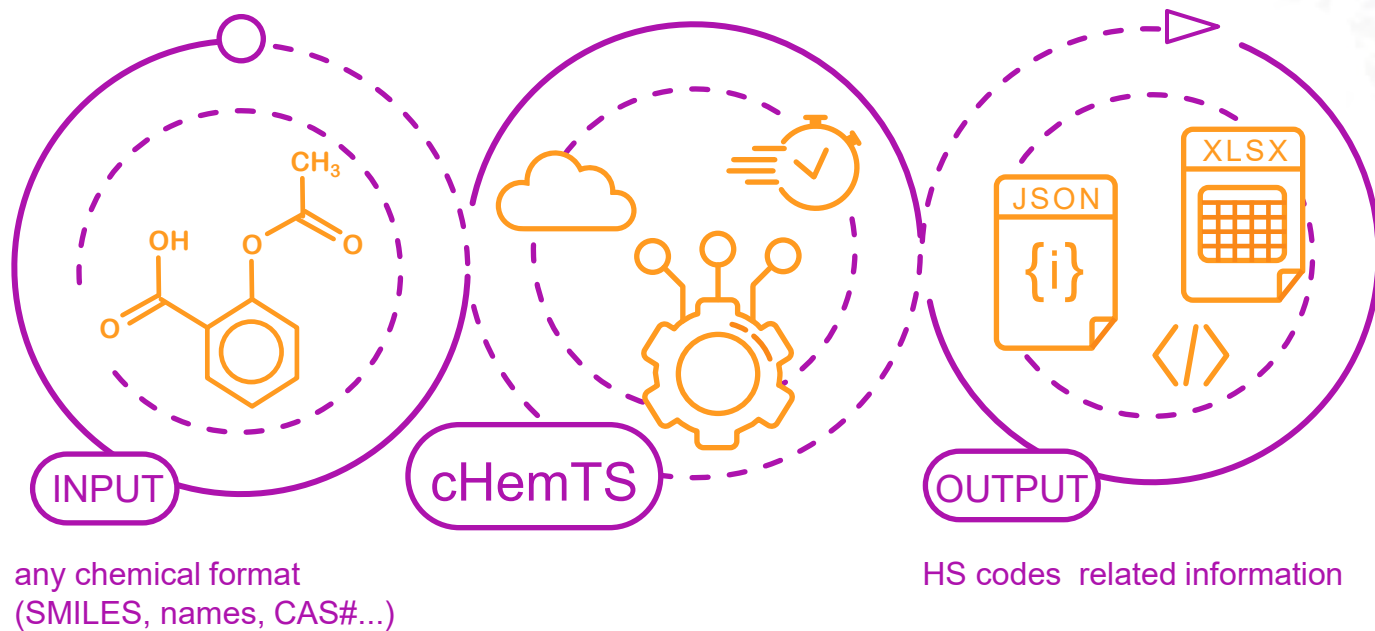 CH₃
OH
O
O
O
INPUT
any chemical format
(SMILES, names, CAS#...)
cHemTS
XLSX
JSON
{i}
</>
OUTPUT
HS codes related information